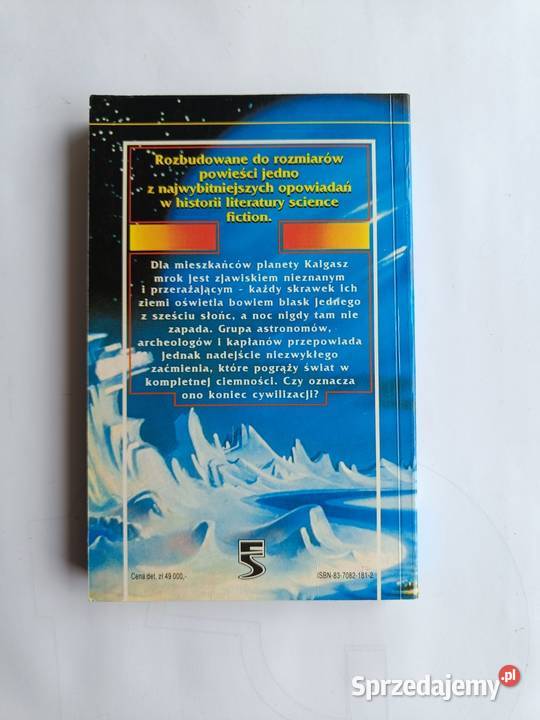 Rozbudowane do rozmiarów
powieści jedno
z najwybitniejszych opowiadań
w historii literatury science
fiction.
Dla mieszkańców planety Kalgasz
mrok jest zjawiskiem nieznanym
i przerażającym - każdy skrawek ich
ziemi oświetla bowiem blask jednego
z sześciu słońc, a noc nigdy tam nie
zapada. Grupa astronomów,
archeologów i kapłanów przepowiada
jednak nadejście niezwykłego
zaćmienia, które pogrąży świat w
kompletnej ciemności. Czy oznacza
ono koniec cywilizacji?
Cena det. zł 49 000,-
ISBN-83-7082-181-2
Sprzedajemy.pl